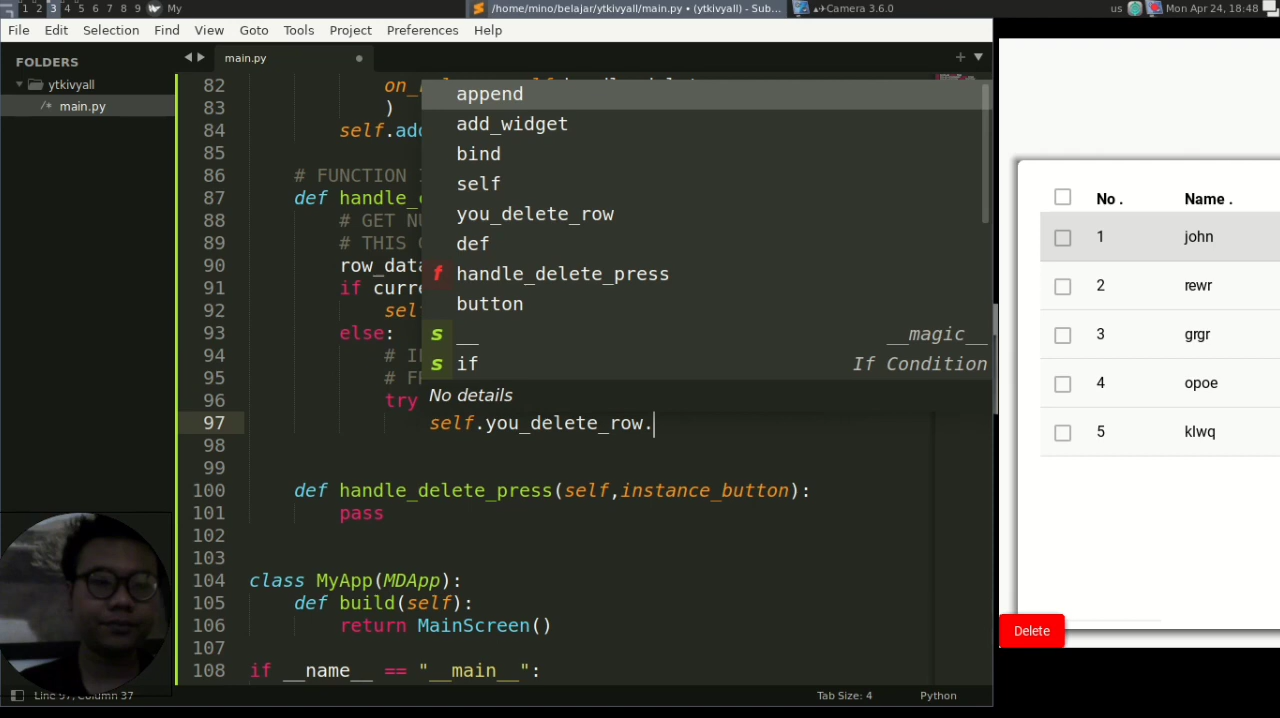 1 2 3 4 5 6 7 8 9 My
/home/mino/belajar/ytkivyall/main.py • (ytkivyall) - Sub...
Camera 3.6.0
us Mon Apr 24, 18:48
File Edit Selection Find View Goto Tools Project Preferences Help
FOLDERS
ytkivyall
/* main.py
main.py
82
83 )
84 self.add
85
86 # FUNCTION
87 def handle_
88 # GET
89 # THIS
90 row_data
91 if
92
93 else:
94 #
95 #
96 try
97 self.you_delete_row.
98
99
100 def handle_delete_press(self,instance_button):
101 pass
102
103
104 class MyApp(MDApp):
105 def build(self):
106 return MainScreen()
107
108 if __name__ == "__main__":
append
add_widget
bind
self
you_delete_row
def
f handle_delete_press
button
s __ __magic__
s if If Condition
No details
No . Name .
1 john
2 rewr
3 grgr
4 opoe
5 klwq
Delete
Line 97, Column 37
Tab Size: 4 Python